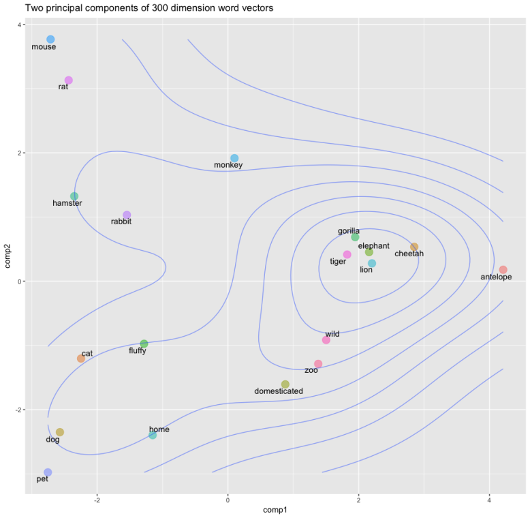 Two principal components of 300 dimension word vectors
4
mouse
rat
2
monkey
hamster
rabbit
gorilla
elephant
cheetah
tiger
lion
antelope
comp2
0
wild
fluffy
cat
zoo
domesticated
-2
home
dog
pet
-2
0
2
4
comp1